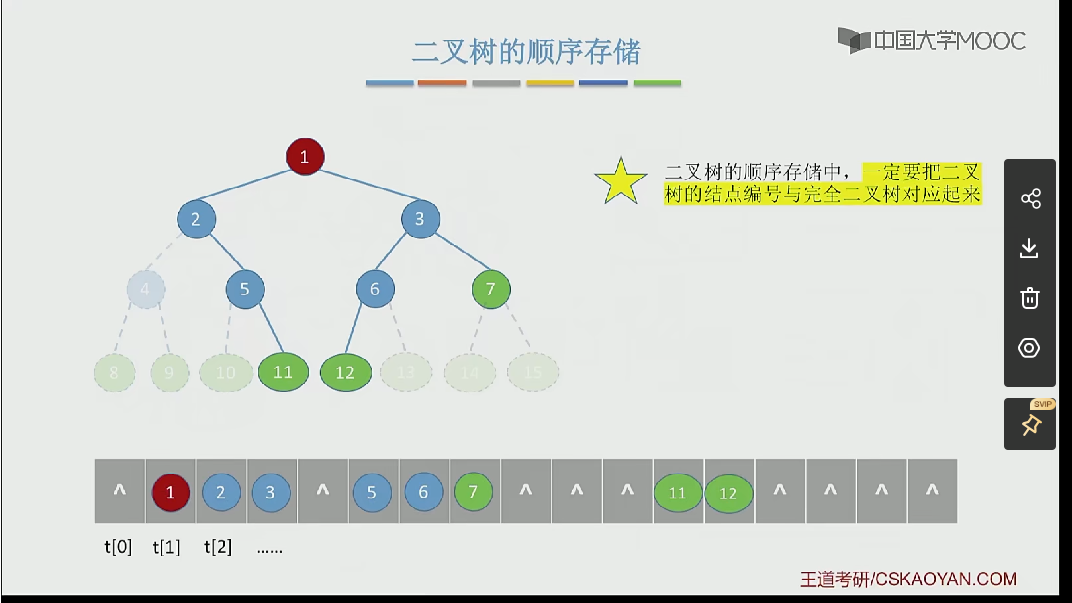 二叉树的顺序存储
中国大学MOOC
二叉树的顺序存储中，一定要把二叉
树的结点编号与完全二叉树对应起来
1
2 3
4 5 6 7
8 9 10 11 12 13 14 15
SVIP
^ 1 2 3 ^ 5 6 7 ^ ^ ^ 11 12 ^ ^ ^ ^
t[0] t[1] t[2] ......
王道考研/CSKAOYAN.COM